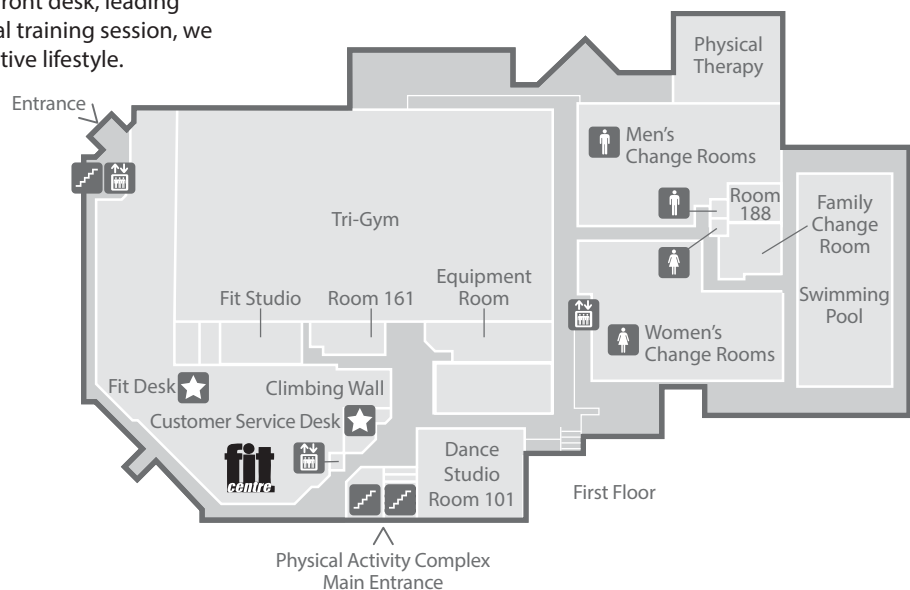 ront desk, leading
al training session, we
tive lifestyle.
Entrance
Physical
Therapy
Men's
Change Rooms
Room
188
Family
Change
Room
Tri-Gym
Equipment
Room
Fit Studio
Room 161
Swimming
Pool
Women's
Change Rooms
Fit Desk
Climbing Wall
Customer Service Desk
fit
centre
Dance
Studio
Room 101
First Floor
Physical Activity Complex
Main Entrance